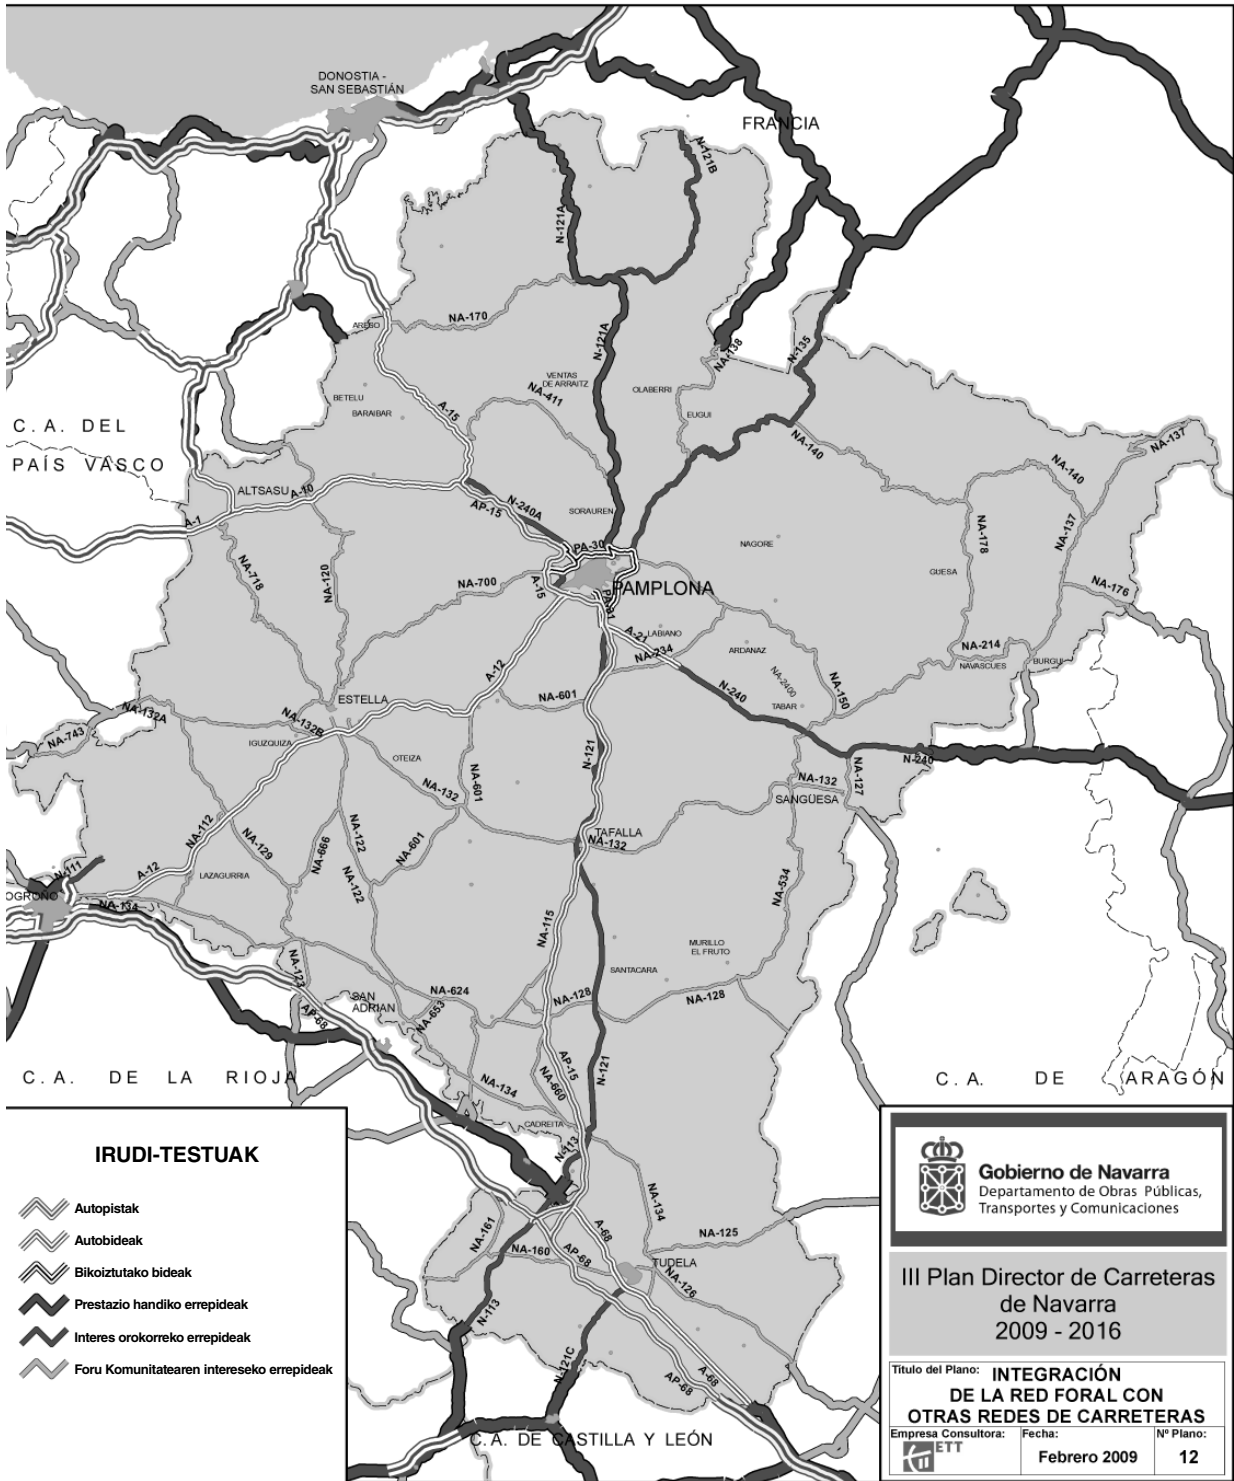 DONOSTIA -
SAN SEBASTIÁN
FRANCIA
N-121B
N-121A
NA-170
ARESO
N-121A
NA-138
N-135
VENTAS
DE ARRAITZ
OLABERRI
BETELU
BARAIBAR
A-15
NA-411
EUGUI
C. A. DEL
PAÍS VASCO
NA-140
NA-137
NA-140
ALTSASU
A-10
N-240A
AP-15
SORAUREN
A-1
NA-178
NA-137
PA-30
NAGORE
GUESA
NA-718
NA-120
NA-700
A-15
PAMPLONA
NA-176
A-21
LABIANO
NA-234
ARDANAZ
NA-214
NAVASCUES
BURGUI
A-12
NA-2400
N-240
TABAR
NA-150
ESTELLA
NA-601
NA-132A
NA-132B
NA-743
IGUZQUIZA
OTEIZA
N-121
N-240
NA-132
NA-601
NA-132
NA-127
SANGÜESA
NA-112
NA-129
NA-666
NA-122
NA-601
TAFALLA
NA-132
N-111
A-12
LAZAGURRIA
NA-122
NA-534
OGROÑO
NA-134
NA-115
MURILLO
EL FRUTO
SANTACARA
NA-123
SAN
ADRIAN
NA-624
NA-128
NA-128
AP-68
NA-653
C. A. DE LA RIOJA
AP-15
N-121
NA-134
NA-660
C. A. DE ARAGÓN
CADREITA
N-113
NA-134
NA-161
A-68
NA-125
NA-160
AP-68
TUDELA
NA-126
N-113
N-121C
A-68
AP-68
C. A. DE CASTILLA Y LEÓN
IRUDI-TESTUAK
Autopistak
Autobideak
Bikoiztutako bideak
Prestazio handiko errepideak
Interes orokorreko errepideak
Foru Komunitatearen intereseko errepideak
Gobierno de Navarra
Departamento de Obras Públicas,
Transportes y Comunicaciones
III Plan Director de Carreteras
de Navarra
2009 - 2016
Titulo del Plano: INTEGRACIÓN
DE LA RED FORAL CON
OTRAS REDES DE CARRETERAS
Empresa Consultora:
ETT
Fecha:
Febrero 2009
Nº Plano:
12